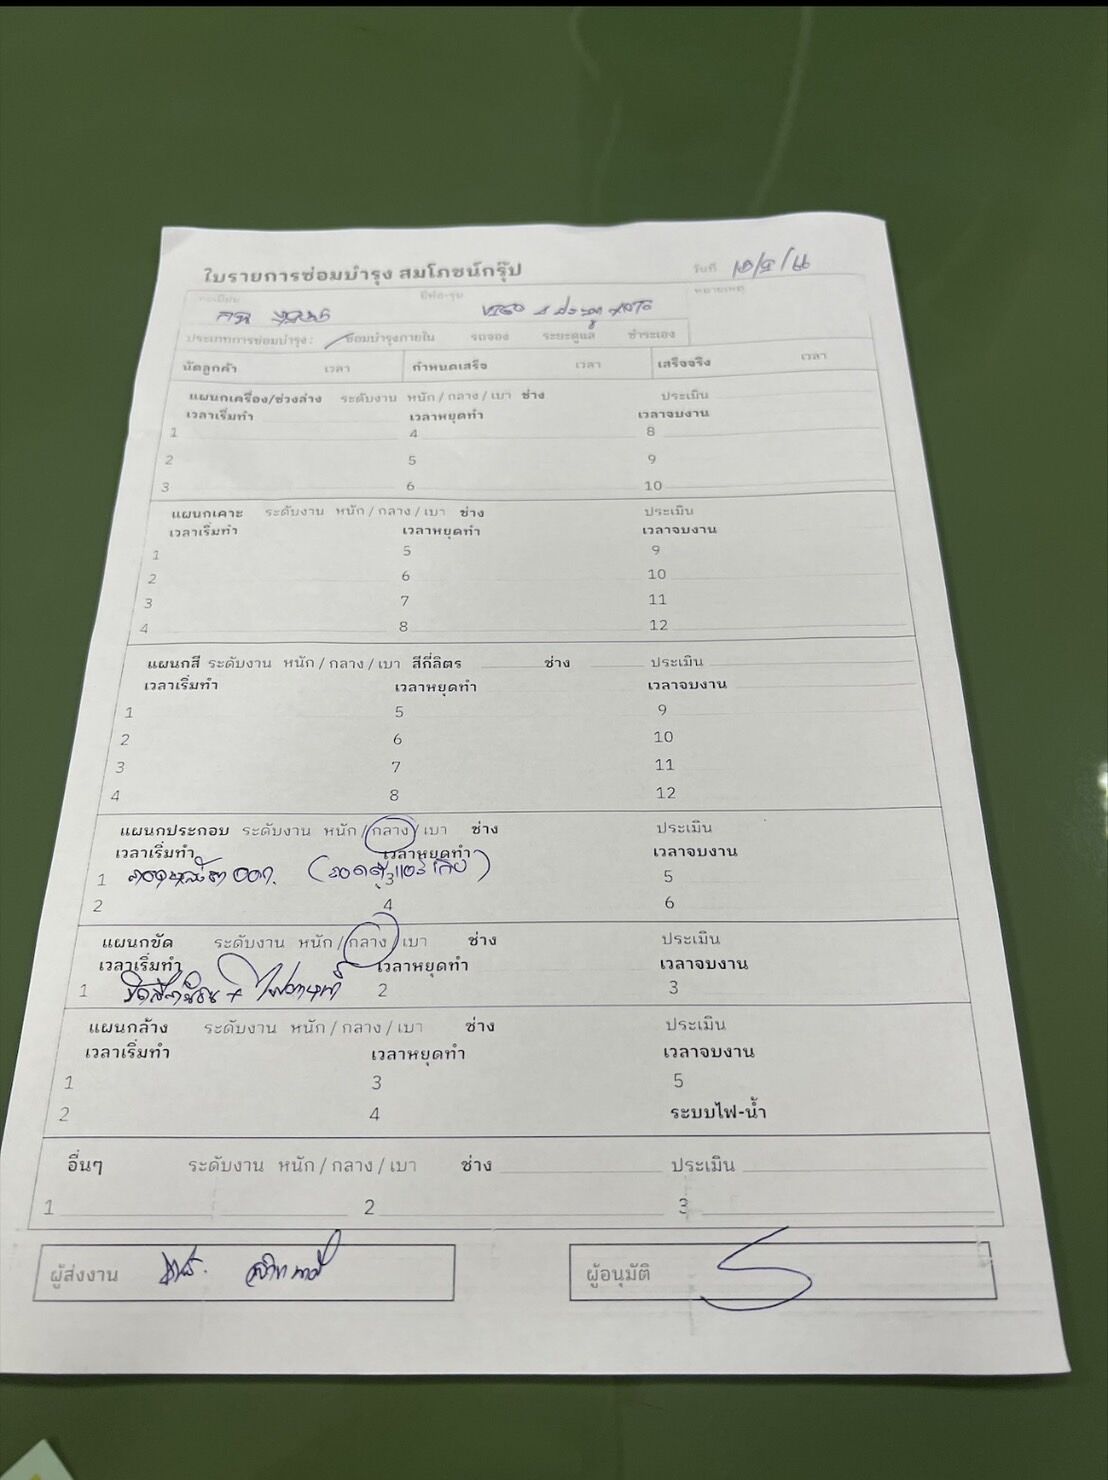 ใบรายการซ่อมบำรุง สมโภชน์กรุ๊ป
วันที่
ทะเบียน ยี่ห้อ-รุ่น VIGO 4 ประตู AUTO หมายเหตุ
ประเภทการซ่อมบำรุง : ซ่อมบำรุงภายใน รถจอง ระยะดูแล ชำระเอง
นัดลูกค้า เวลา กำหนดเสร็จ เวลา เสร็จจริง เวลา
แผนกเครื่อง/ช่วงล่าง ระดับงาน หนัก / กลาง / เบา ช่าง ประเมิน
เวลาเริ่มทำ เวลาหยุดทำ เวลาจบงาน
1 4 8
2 5 9
3 6 10
แผนกเคาะ ระดับงาน หนัก / กลาง / เบา ช่าง ประเมิน
เวลาเริ่มทำ เวลาหยุดทำ เวลาจบงาน
1 5 9
2 6 10
3 7 11
4 8 12
แผนกสี ระดับงาน หนัก / กลาง / เบา สีกี่ลิตร ช่าง ประเมิน
เวลาเริ่มทำ เวลาหยุดทำ เวลาจบงาน
1 5 9
2 6 10
3 7 11
4 8 12
แผนกประกอบ ระดับงาน หนัก / กลาง / เบา ช่าง ประเมิน
เวลาเริ่มทำ เวลาหยุดทำ เวลาจบงาน
1 3 5
2 4 6
แผนกขัด ระดับงาน หนัก / กลาง / เบา ช่าง ประเมิน
เวลาเริ่มทำ เวลาหยุดทำ เวลาจบงาน
1 2 3
แผนกล้าง ระดับงาน หนัก / กลาง / เบา ช่าง ประเมิน
เวลาเริ่มทำ เวลาหยุดทำ เวลาจบงาน
1 3 5
2 4 ระบบไฟ-น้ำ
อื่นๆ ระดับงาน หนัก / กลาง / เบา ช่าง ประเมิน
1 2 3
ผู้ส่งงาน ผู้อนุมัติ